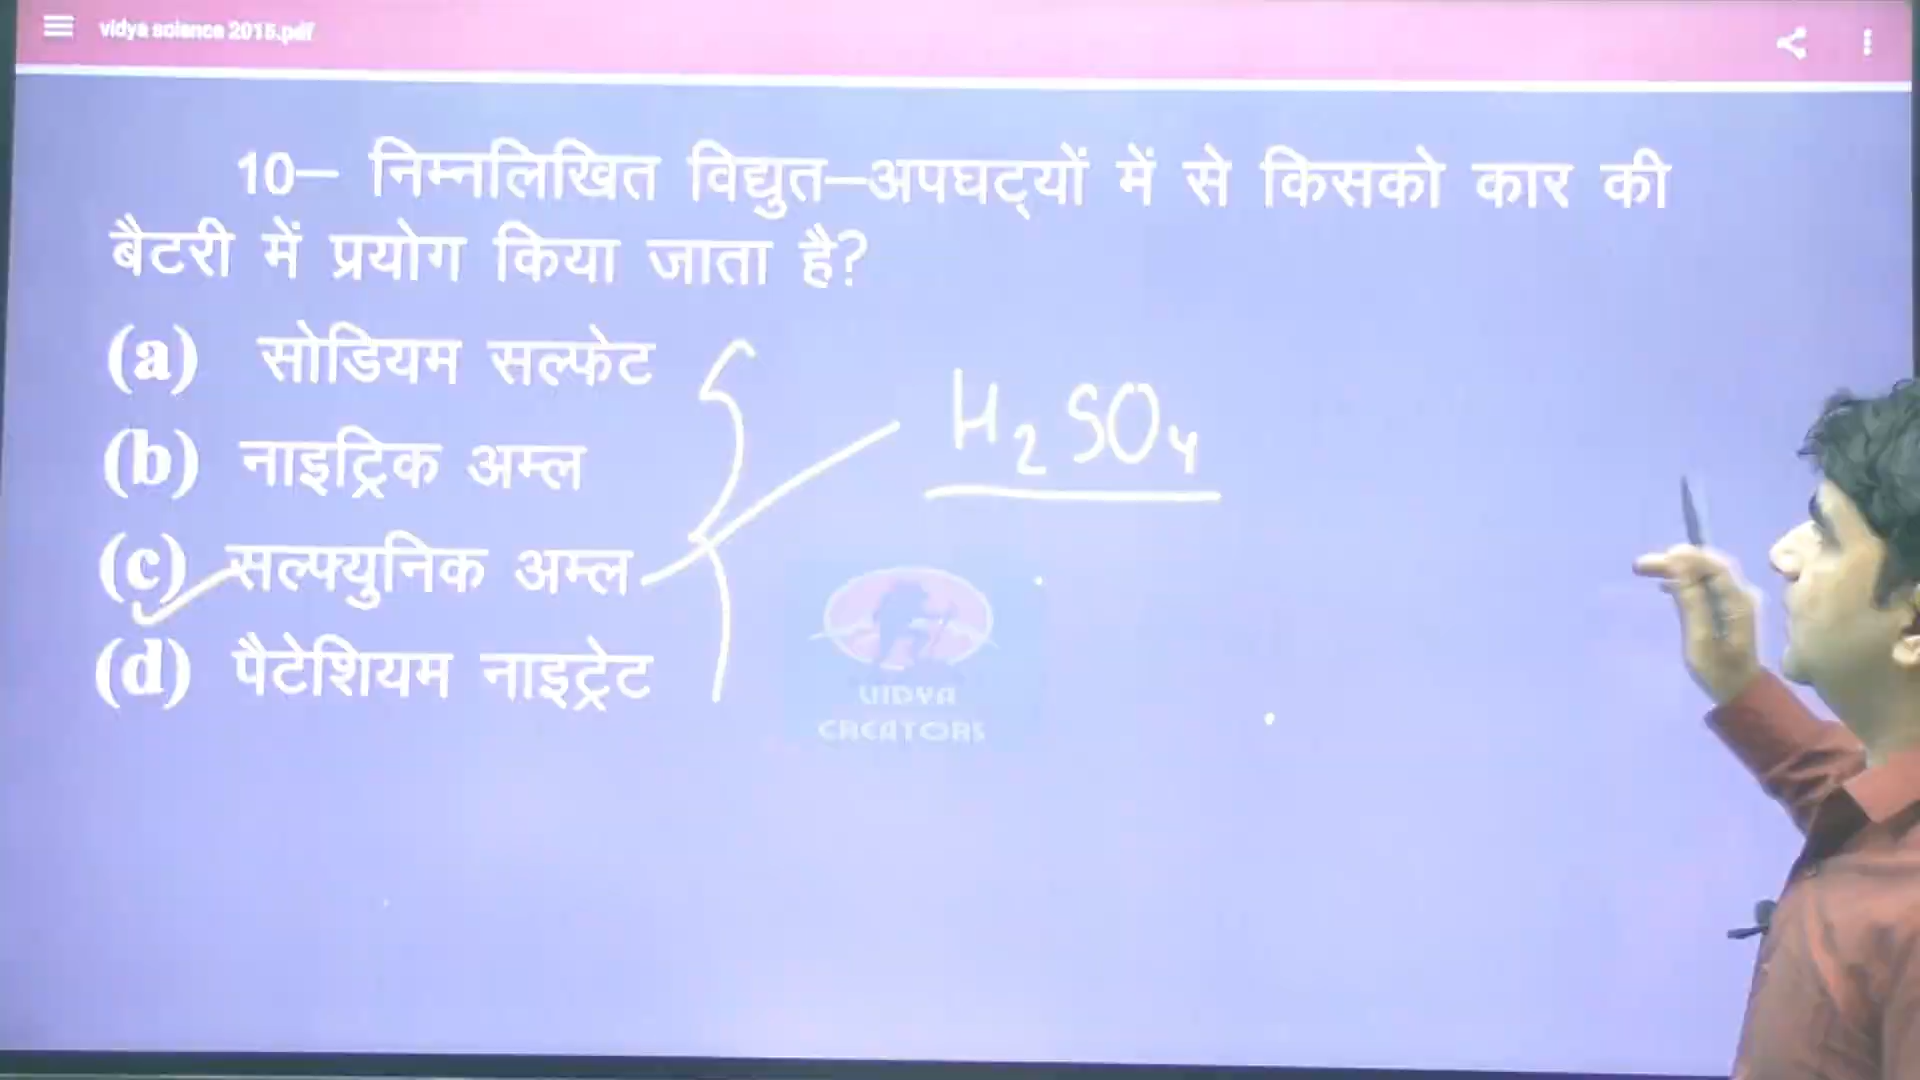 vidya science 2015.pdf
10– निम्नलिखित विद्युत–अपघट्यों में से किसको कार की
बैटरी में प्रयोग किया जाता है?
(a) सोडियम सल्फेट
(b) नाइट्रिक अम्ल
H₂SO₄
(c) सल्फ्युनिक अम्ल
(d) पैटेशियम नाइट्रेट
VIDYA
CREATORS